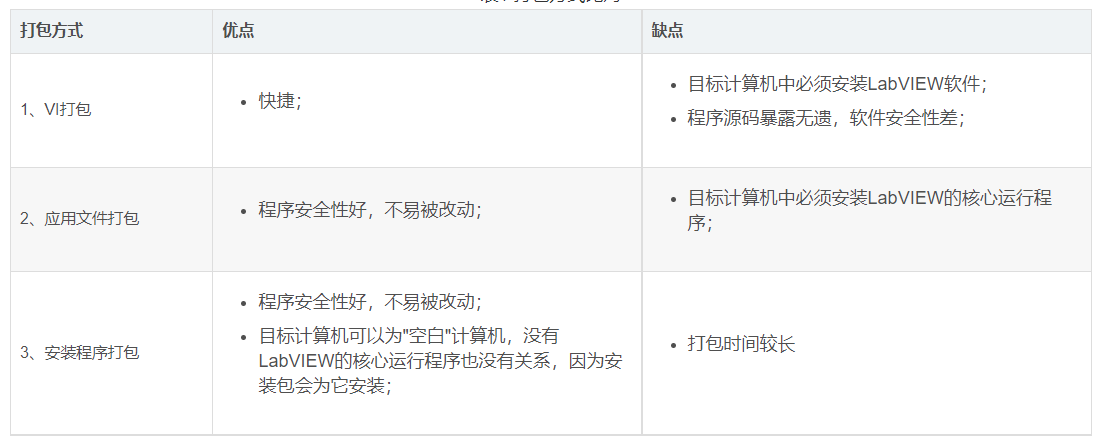 打包方式 优点 缺点
1、VI打包
快捷；
目标计算机中必须安装LabVIEW软件；
程序源码暴露无遗，软件安全性差；
2、应用文件打包
程序安全性好，不易被改动；
目标计算机中必须安装LabVIEW的核心运行程
序；
3、安装程序打包
程序安全性好，不易被改动；
目标计算机可以为"空白"计算机，没有
LabVIEW的核心运行程序也没有关系，因为安
装包会为它安装；
打包时间较长